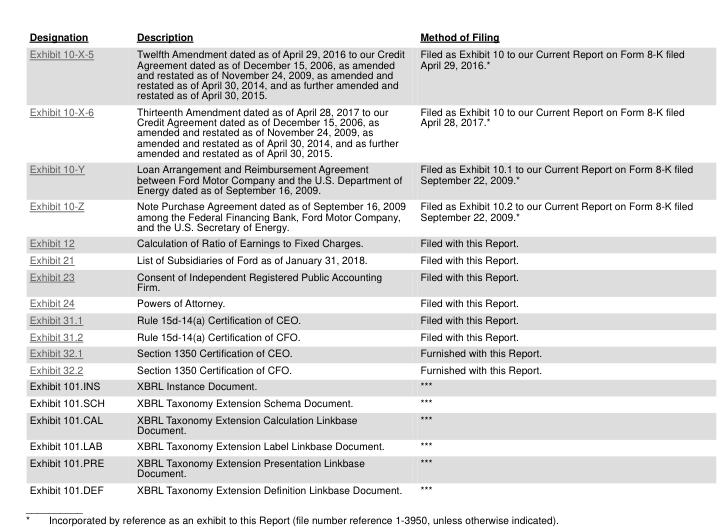 Designation Description Method of Filing
Exhibit 10-X-5 Twelfth Amendment dated as of April 29, 2016 to our Credit Filed as Exhibit 10 to our Current Report on Form 8-K filed
Agreement dated as of December 15, 2006, as amended April 29, 2016.*
and restated as of November 24, 2009, as amended and
restated as of April 30, 2014, and as further amended and
restated as of April 30, 2015.
Exhibit 10-X-6 Thirteenth Amendment dated as of April 28, 2017 to our Filed as Exhibit 10 to our Current Report on Form 8-K filed
Credit Agreement dated as of December 15, 2006, as April 28, 2017.*
amended and restated as of November 24, 2009, as
amended and restated as of April 30, 2014, and as further
amended and restated as of April 30, 2015.
Exhibit 10-Y Loan Arrangement and Reimbursement Agreement Filed as Exhibit 10.1 to our Current Report on Form 8-K filed
between Ford Motor Company and the U.S. Department of September 22, 2009.*
Energy dated as of September 16, 2009.
Exhibit 10-Z Note Purchase Agreement dated as of September 16, 2009 Filed as Exhibit 10.2 to our Current Report on Form 8-K filed
among the Federal Financing Bank, Ford Motor Company, September 22, 2009.*
and the U.S. Secretary of Energy.
Exhibit 12 Calculation of Ratio of Earnings to Fixed Charges. Filed with this Report.
Exhibit 21 List of Subsidiaries of Ford as of January 31, 2018. Filed with this Report.
Exhibit 23 Consent of Independent Registered Public Accounting Filed with this Report.
Firm.
Exhibit 24 Powers of Attorney. Filed with this Report.
Exhibit 31.1 Rule 15d-14(a) Certification of CEO. Filed with this Report.
Exhibit 31.2 Rule 15d-14(a) Certification of CFO. Filed with this Report.
Exhibit 32.1 Section 1350 Certification of CEO. Furnished with this Report.
Exhibit 32.2 Section 1350 Certification of CFO. Furnished with this Report.
Exhibit 101.INS XBRL Instance Document. ***
Exhibit 101.SCH XBRL Taxonomy Extension Schema Document. ***
Exhibit 101.CAL XBRL Taxonomy Extension Calculation Linkbase ***
Document.
Exhibit 101.LAB XBRL Taxonomy Extension Label Linkbase Document. ***
Exhibit 101.PRE XBRL Taxonomy Extension Presentation Linkbase ***
Document.
Exhibit 101.DEF XBRL Taxonomy Extension Definition Linkbase Document. ***
* Incorporated by reference as an exhibit to this Report (file number reference 1-3950, unless otherwise indicated).